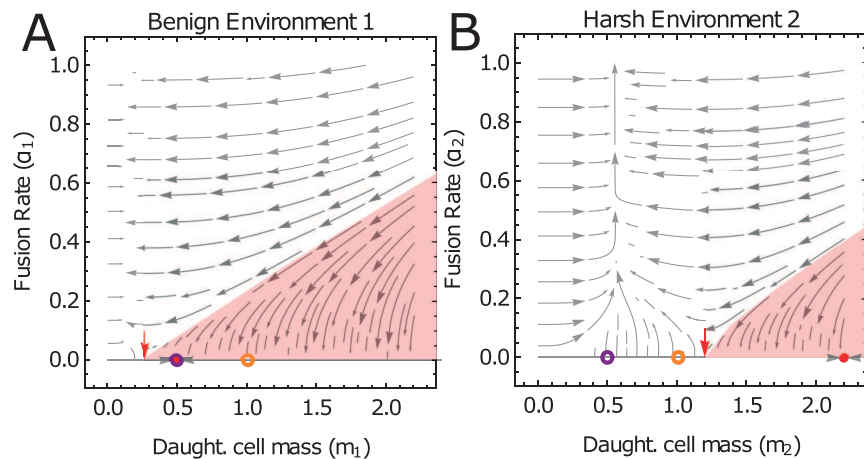 A
Benign Environment 1
Fusion Rate (α₁)
1.0
0.8
0.6
0.4
0.2
0.0
0.0 0.5 1.0 1.5 2.0
Daught. cell mass (m₁)
B
Harsh Environment 2
Fusion Rate (α₂)
1.0
0.8
0.6
0.4
0.2
0.0
0.0 0.5 1.0 1.5 2.0
Daught. cell mass (m₂)